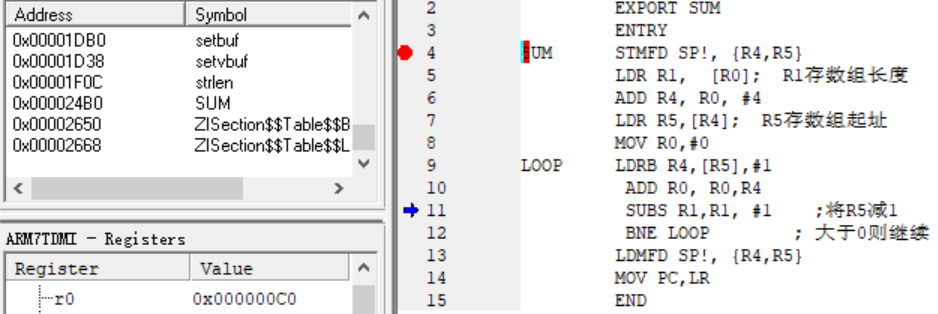 Address Symbol
0x00001DB0 setbuf
0x00001D38 setvbuf
0x00001F0C strlen
0x000024B0 SUM
0x00002650 ZISection$$Table$$B
0x00002668 ZISection$$Table$$L
ARM7TDMI - Registers
Register Value
r0 0x000000C0
2 EXPORT SUM
3 ENTRY
4 SUM STMFD SP!, {R4,R5}
5 LDR R1, [R0]; R1存数组长度
6 ADD R4, R0, #4
7 LDR R5,[R4]; R5存数组起址
8 MOV R0,#0
9 LOOP LDRB R4,[R5],#1
10 ADD R0, R0,R4
11 SUBS R1,R1, #1 ;将R5减1
12 BNE LOOP ; 大于0则继续
13 LDMFD SP!, {R4,R5}
14 MOV PC,LR
15 END